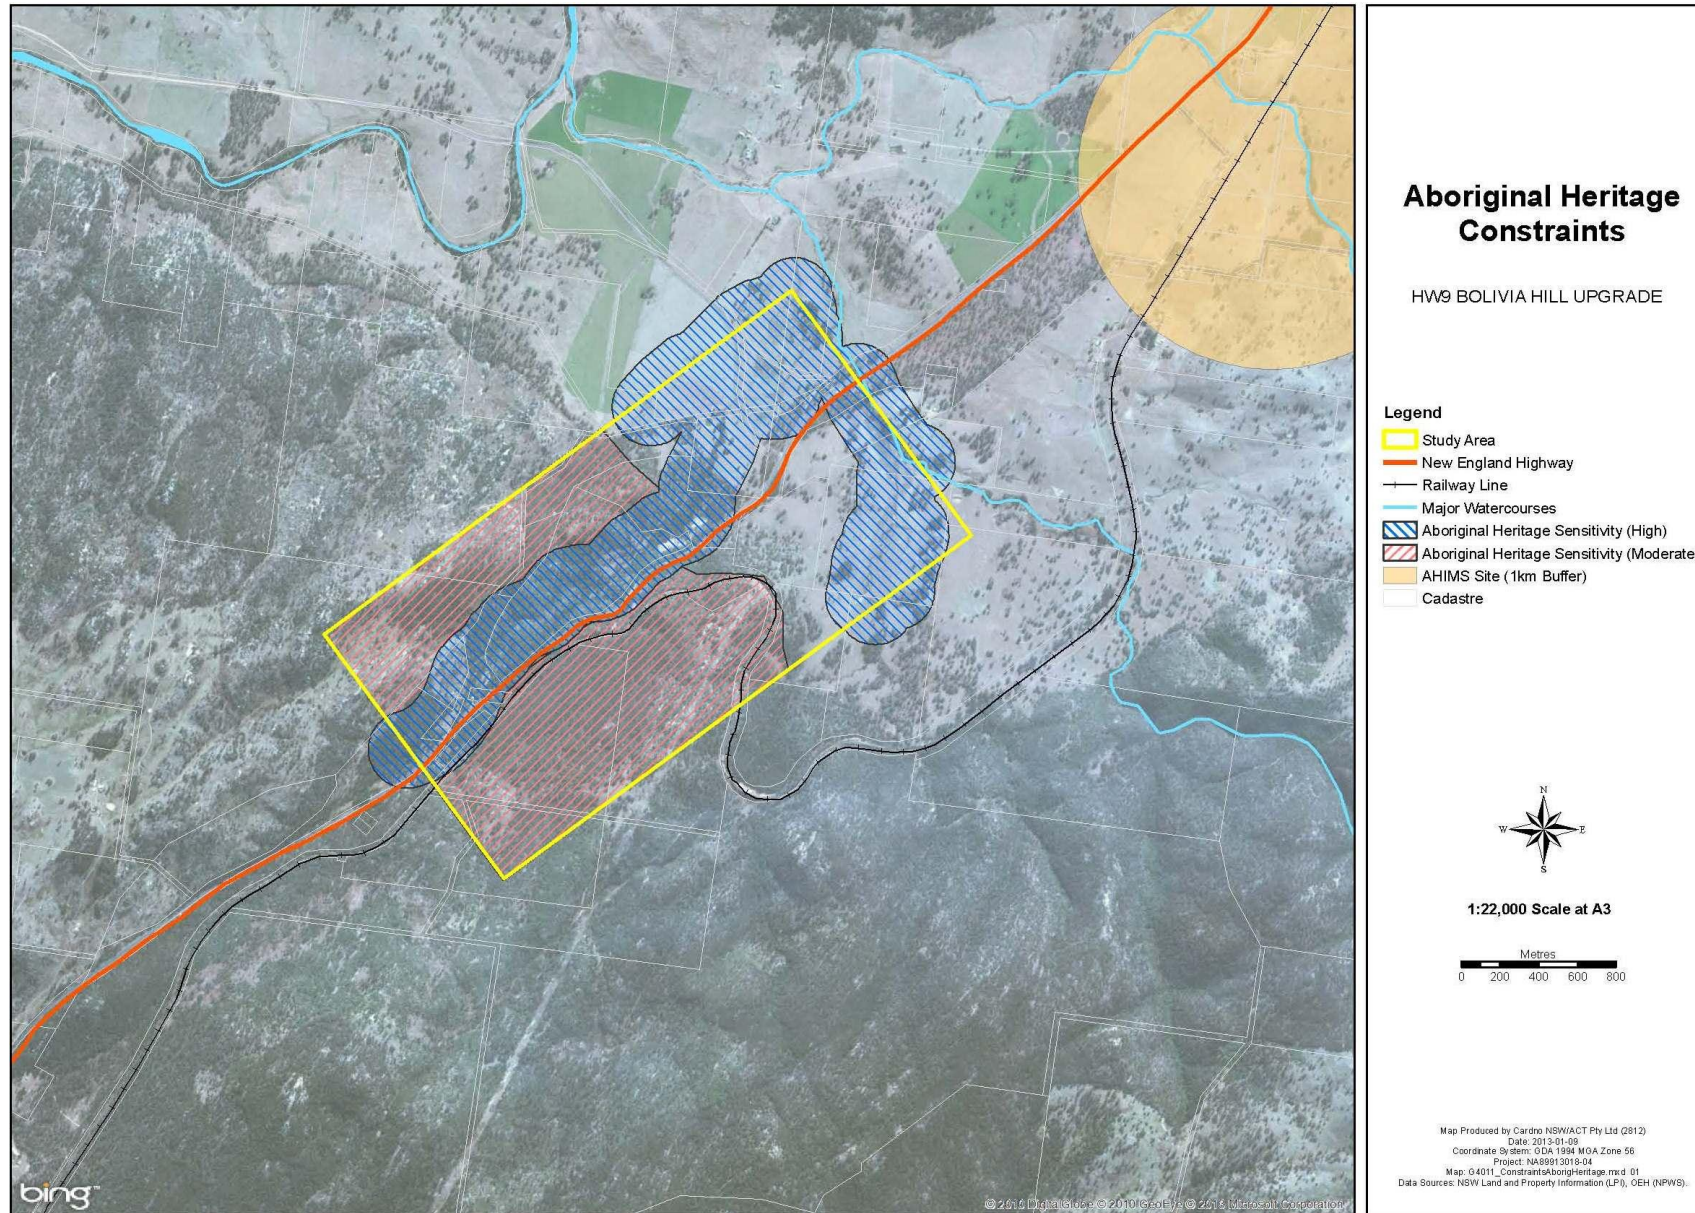 Aboriginal Heritage
Constraints
HW9 BOLIVIA HILL UPGRADE
Legend
Study Area
New England Highway
Railway Line
Major Watercourses
Aboriginal Heritage Sensitivity (High)
Aboriginal Heritage Sensitivity (Moderate
AHIMS Site (1km Buffer)
Cadastre
N
W E
S
1:22,000 Scale at A3
Metres
0 200 400 600 800
Map Produced by Cardno NSW/ACT Pty Ltd (2812)
Date: 2013-01-09
Coordinate System: GDA 1994 MGA Zone 56
Project: NA89913018-04
Map: G4011_ConstraintsAborigHeritage.mxd 01
Data Sources: NSW Land and Property Information (LPI), OEH (NPWS).
bing™
© 2010 DigitalGlobe © 2010 GeoEye © 2013 Microsoft Corporation